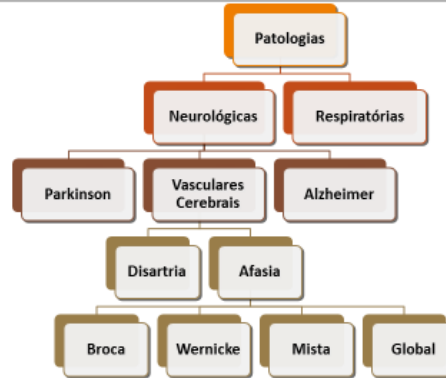 Patologias
Neurológicas
Respiratórias
Parkinson
Vasculares
Cerebrais
Alzheimer
Disartria
Afasia
Broca
Wernicke
Mista
Global